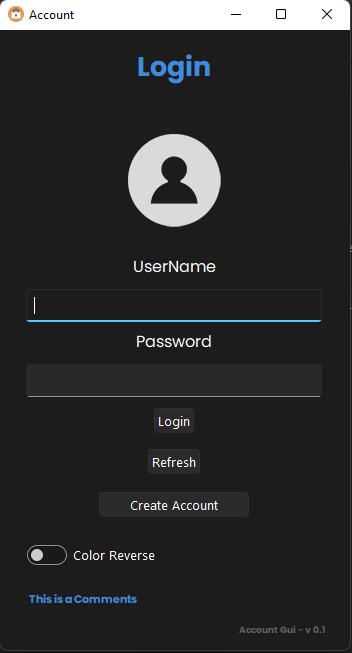 Account
Login
UserName
Password
Login
Refresh
Create Account
Color Reverse
This is a Comments
Account Gui - v 0.1